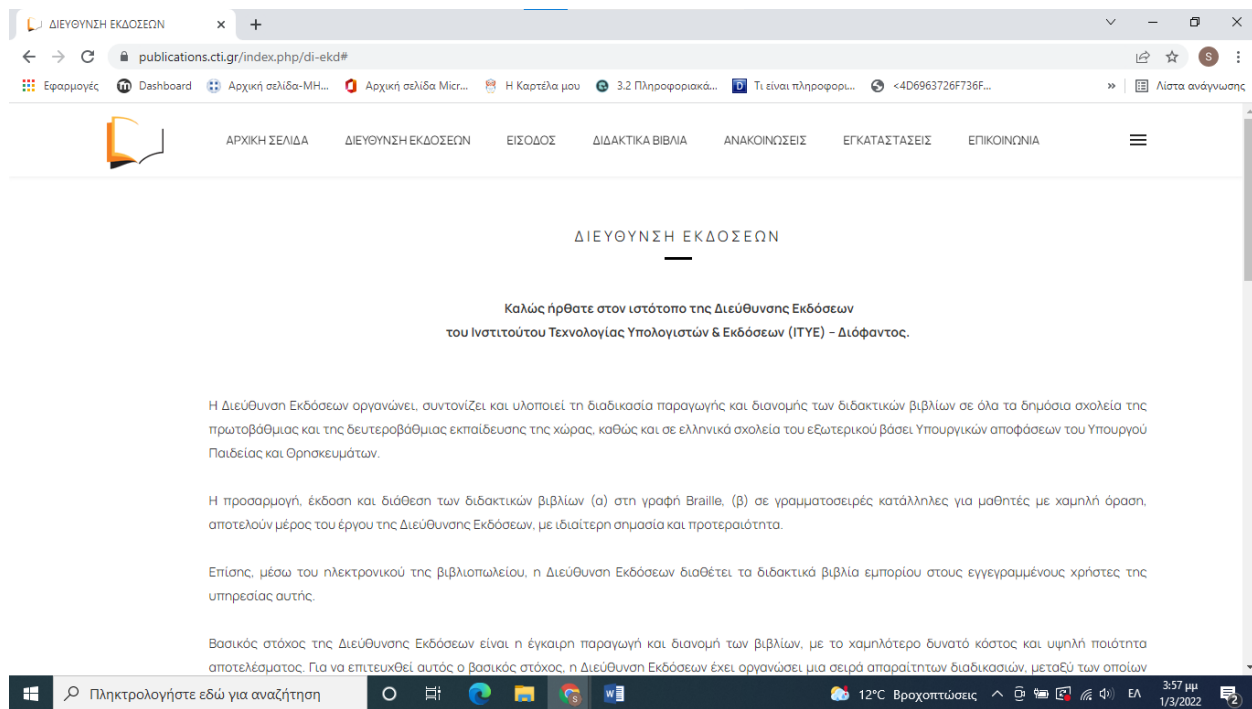 ΔΙΕΥΘΥΝΣΗ ΕΚΔΟΣΕΩΝ
publications.cti.gr/index.php/di-ekd#
S
Εφαρμογές Dashboard Αρχική σελίδα-ΜΗ... Αρχική σελίδα Micr... Η Καρτέλα μου 3.2 Πληροφοριακά... Τι είναι πληροφορι... <4D6963726F736F... » Λίστα ανάγνωσης
ΑΡΧΙΚΗ ΣΕΛΙΔΑ ΔΙΕΥΘΥΝΣΗ ΕΚΔΟΣΕΩΝ ΕΙΣΟΔΟΣ ΔΙΔΑΚΤΙΚΑ ΒΙΒΛΙΑ ΑΝΑΚΟΙΝΩΣΕΙΣ ΕΓΚΑΤΑΣΤΑΣΕΙΣ ΕΠΙΚΟΙΝΩΝΙΑ
ΔΙΕΥΘΥΝΣΗ ΕΚΔΟΣΕΩΝ
Καλώς ήρθατε στον ιστότοπο της Διεύθυνσης Εκδόσεων
του Ινστιτούτου Τεχνολογίας Υπολογιστών & Εκδόσεων (ΙΤΥΕ) – Διόφαντος.
Η Διεύθυνση Εκδόσεων οργανώνει, συντονίζει και υλοποιεί τη διαδικασία παραγωγής και διανομής των διδακτικών βιβλίων σε όλα τα δημόσια σχολεία της
πρωτοβάθμιας και της δευτεροβάθμιας εκπαίδευσης της χώρας, καθώς και σε ελληνικά σχολεία του εξωτερικού βάσει Υπουργικών αποφάσεων του Υπουργού
Παιδείας και Θρησκευμάτων.
Η προσαρμογή, έκδοση και διάθεση των διδακτικών βιβλίων (α) στη γραφή Braille, (β) σε γραμματοσειρές κατάλληλες για μαθητές με χαμηλή όραση,
αποτελούν μέρος του έργου της Διεύθυνσης Εκδόσεων, με ιδιαίτερη σημασία και προτεραιότητα.
Επίσης, μέσω του ηλεκτρονικού της βιβλιοπωλείου, η Διεύθυνση Εκδόσεων διαθέτει τα διδακτικά βιβλία εμπορίου στους εγγεγραμμένους χρήστες της
υπηρεσίας αυτής.
Βασικός στόχος της Διεύθυνσης Εκδόσεων είναι η έγκαιρη παραγωγή και διανομή των βιβλίων, με το χαμηλότερο δυνατό κόστος και υψηλή ποιότητα
αποτελέσματος. Για να επιτευχθεί αυτός ο βασικός στόχος, η Διεύθυνση Εκδόσεων έχει οργανώσει μια σειρά απαραίτητων διαδικασιών, μεταξύ των οποίων
Πληκτρολογήστε εδώ για αναζήτηση 12°C Βροχοπτώσεις ΕΛ 3:57 μμ
1/3/2022 2